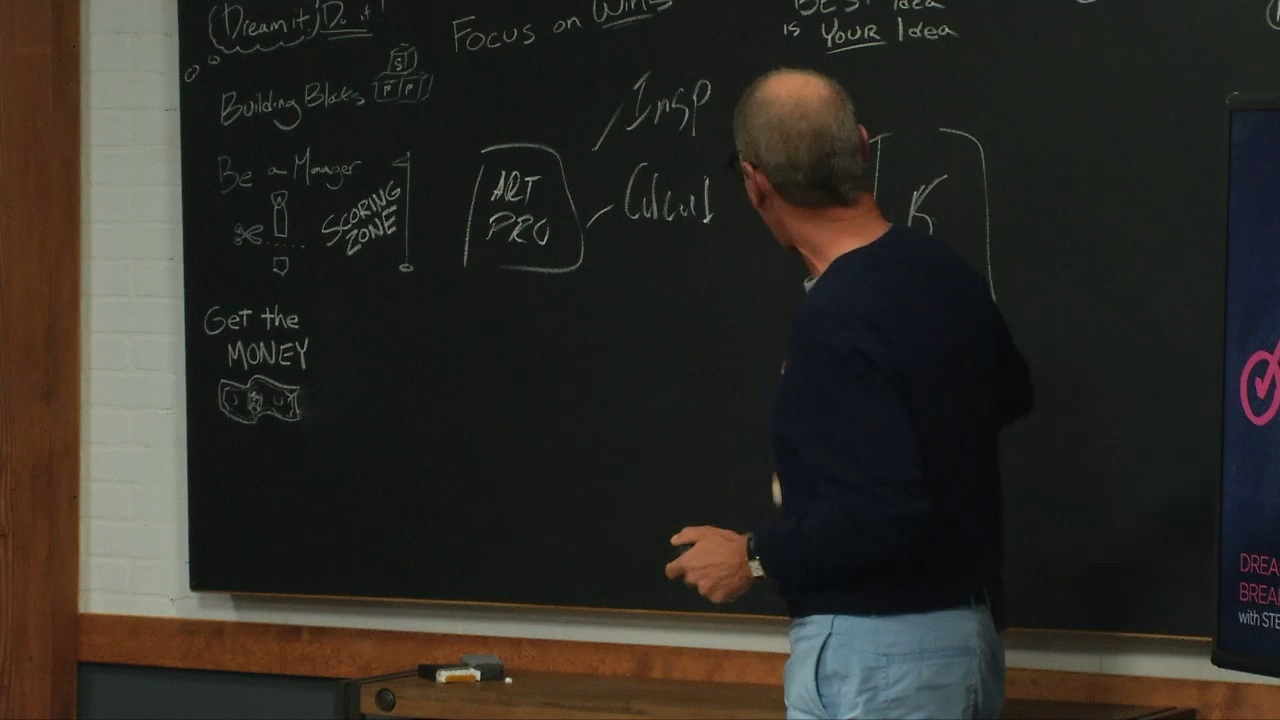 (Dream it) Do it!
Focus on Wins
BEST Idea
is YOUR Idea
Building Blocks
S
P P
Be a Manager
SCORING
ZONE
Get the
MONEY
ART
PRO
Insp
DREA
BREA
with STE